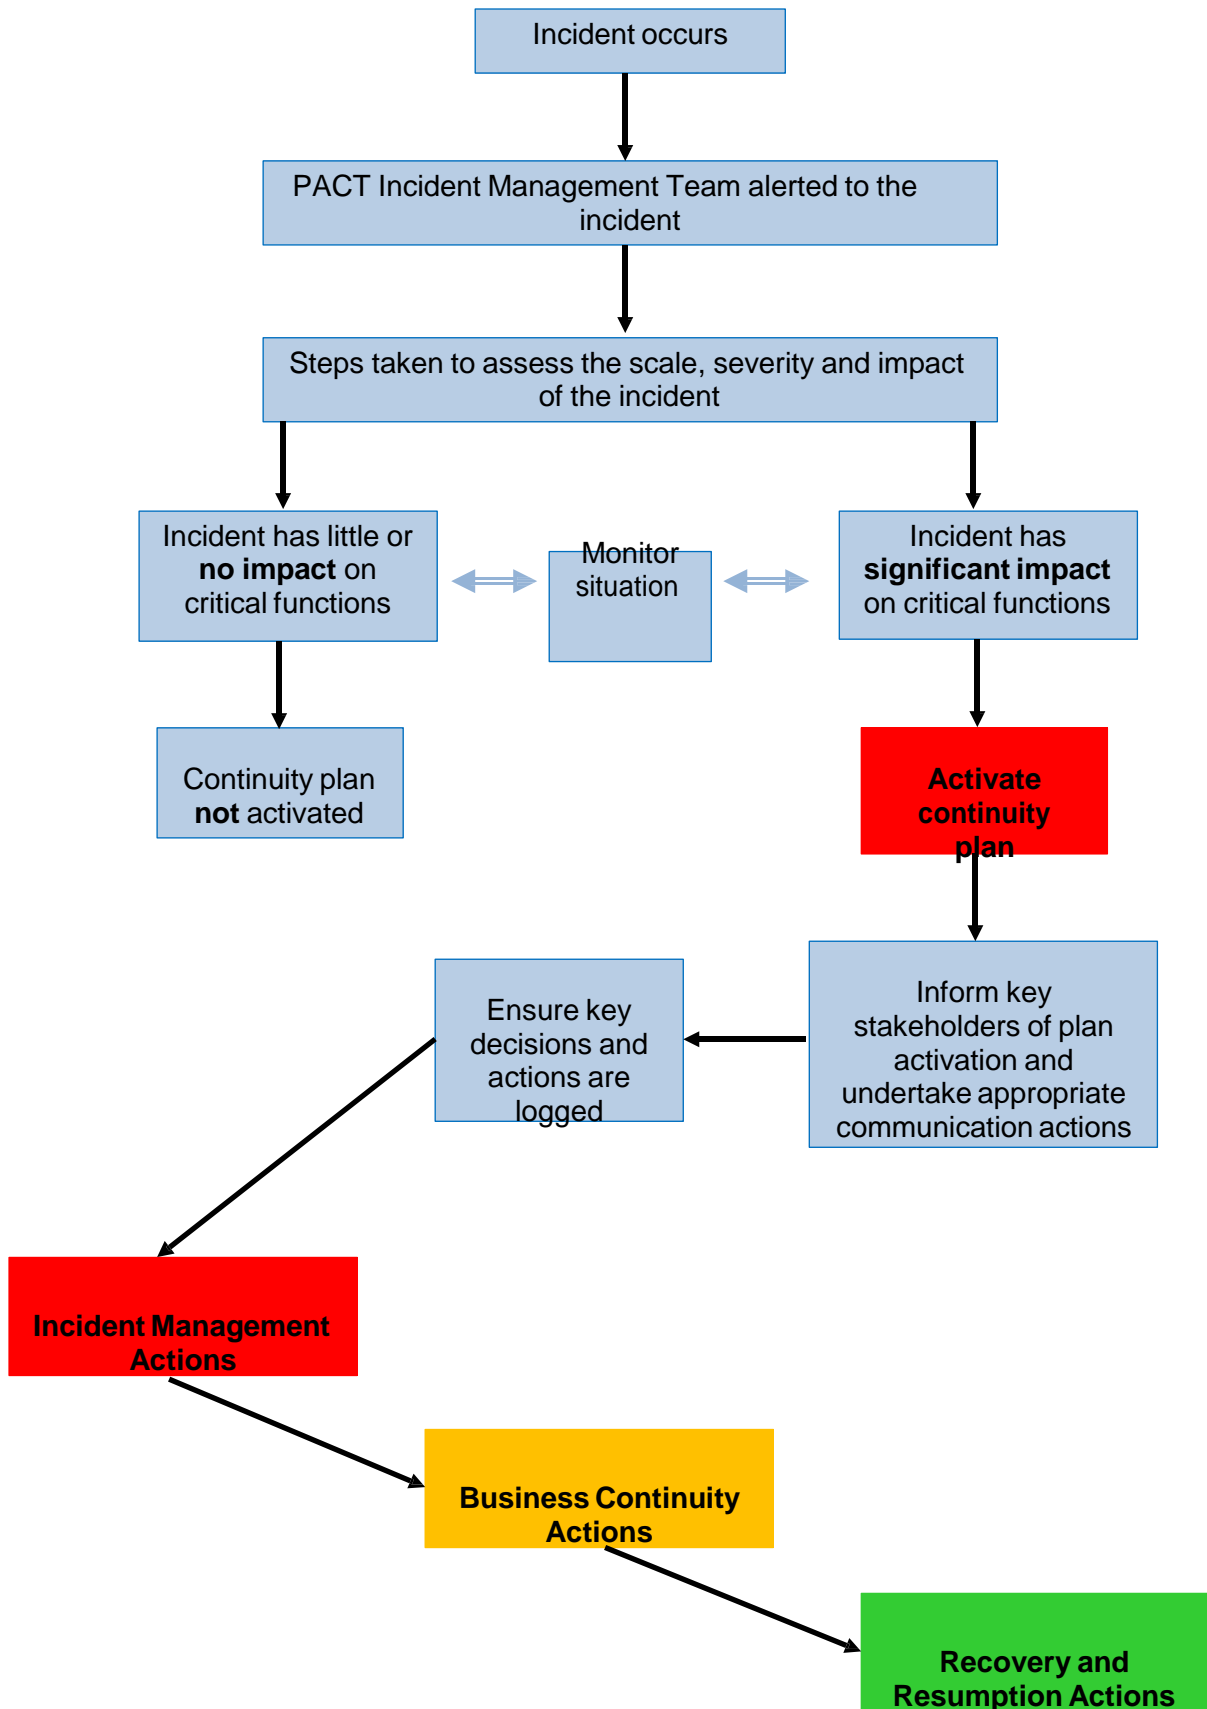 Incident occurs
PACT Incident Management Team alerted to the
incident
Steps taken to assess the scale, severity and impact
of the incident
Incident has little or
no impact on
critical functions
Monitor
situation
Incident has
significant impact
on critical functions
Continuity plan
not activated
Activate
continuity
plan
Inform key
stakeholders of plan
activation and
undertake appropriate
communication actions
Ensure key
decisions and
actions are
logged
Incident Management
Actions
Business Continuity
Actions
Recovery and
Resumption Actions